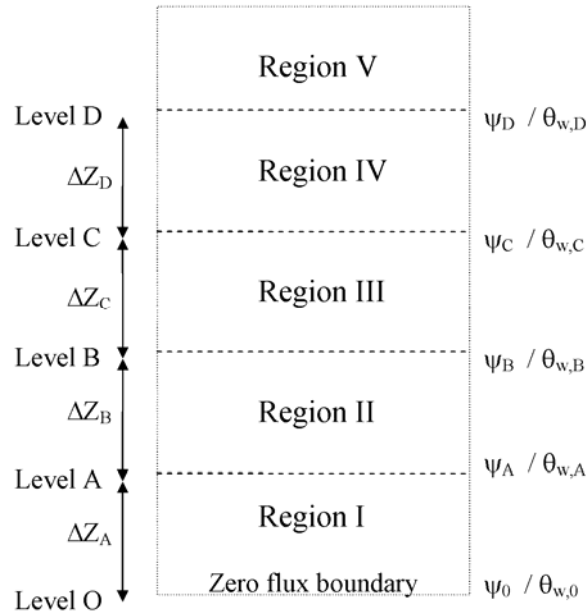 Region V
Level D ψD / θw,D
ΔZD Region IV
Level C ψC / θw,C
ΔZC Region III
Level B ψB / θw,B
ΔZB Region II
Level A ψA / θw,A
ΔZA Region I
Zero flux boundary
Level O ψ0 / θw,0